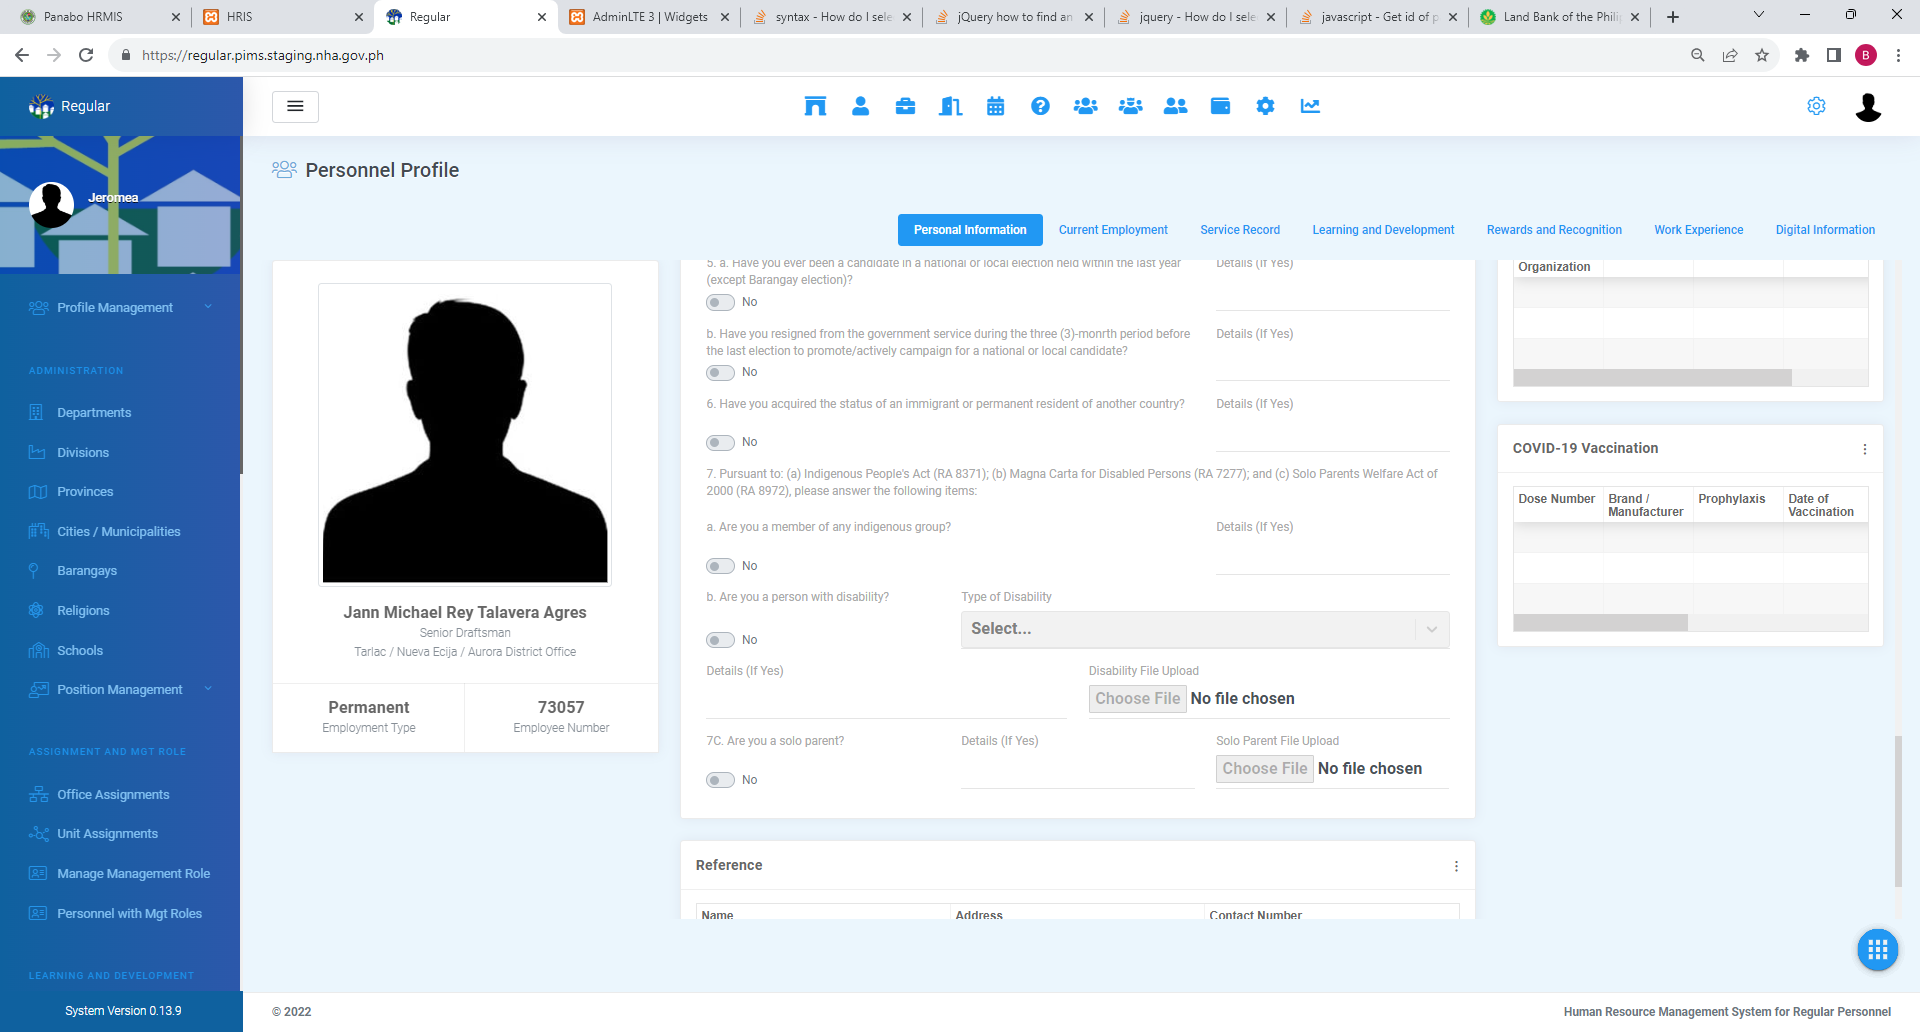 Panabo HRMIS
HRIS
Regular
AdminLTE 3 | Widgets
syntax - How do I sele
jQuery how to find an
jquery - How do I sele
javascript - Get id of p
Land Bank of the Phili
https://regular.pims.staging.nha.gov.ph
B
Regular
Jeromea
Profile Management
ADMINISTRATION
Departments
Divisions
Provinces
Cities / Municipalities
Barangays
Religions
Schools
Position Management
ASSIGNMENT AND MGT ROLE
Office Assignments
Unit Assignments
Manage Management Role
Personnel with Mgt Roles
LEARNING AND DEVELOPMENT
System Version 0.13.9
Personnel Profile
Personal Information
Current Employment
Service Record
Learning and Development
Rewards and Recognition
Work Experience
Digital Information
Jann Michael Rey Talavera Agres
Senior Draftsman
Tarlac / Nueva Ecija / Aurora District Office
Permanent
Employment Type
73057
Employee Number
5. a. Have you ever been a candidate in a national or local election held within the last year
(except Barangay election)?
Details (If Yes)
No
b. Have you resigned from the government service during the three (3)-monrth period before
the last election to promote/actively campaign for a national or local candidate?
Details (If Yes)
No
6. Have you acquired the status of an immigrant or permanent resident of another country?
Details (If Yes)
No
7. Pursuant to: (a) Indigenous People's Act (RA 8371); (b) Magna Carta for Disabled Persons (RA 7277); and (c) Solo Parents Welfare Act of
2000 (RA 8972), please answer the following items:
a. Are you a member of any indigenous group?
Details (If Yes)
No
b. Are you a person with disability?
Type of Disability
No
Select...
Details (If Yes)
Disability File Upload
Choose File No file chosen
7C. Are you a solo parent?
Details (If Yes)
Solo Parent File Upload
No
Choose File No file chosen
Reference
Name
Address
Contact Number
Organization
COVID-19 Vaccination
Dose Number
Brand /
Manufacturer
Prophylaxis
Date of
Vaccination
© 2022
Human Resource Management System for Regular Personnel